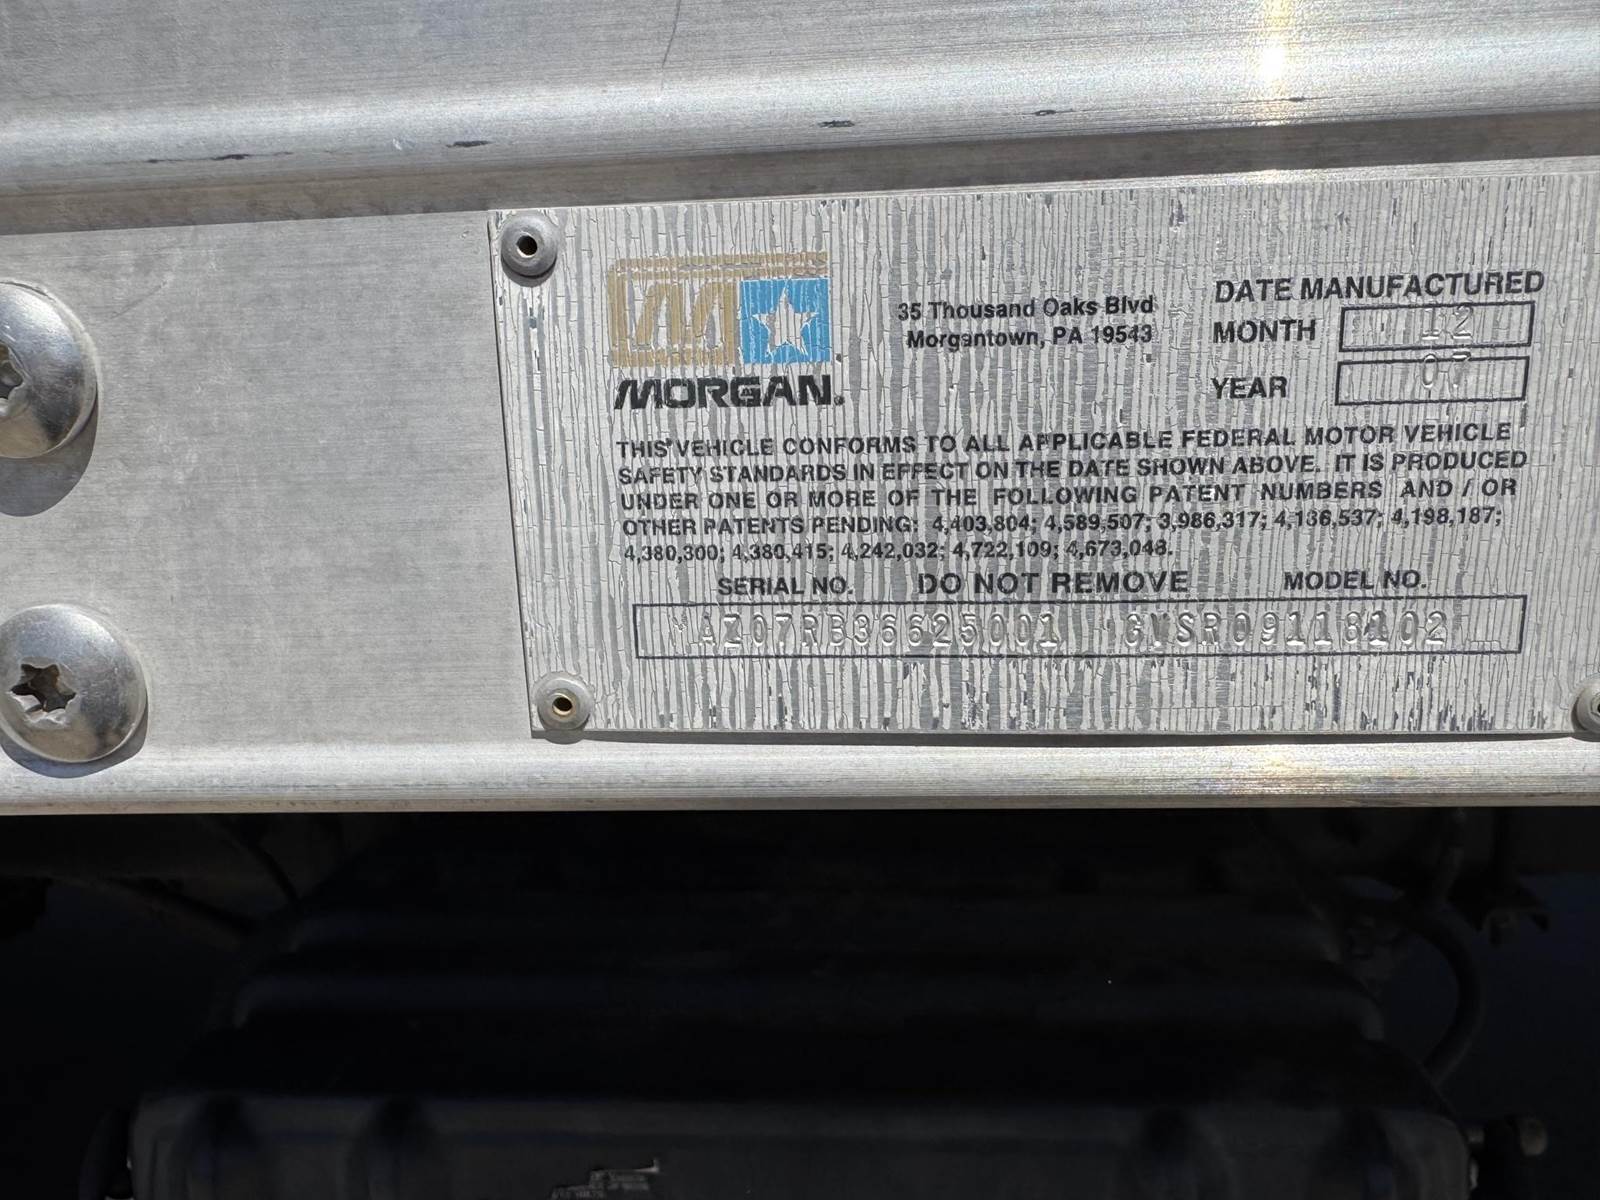 MORGAN.
35 Thousand Oaks Blvd
Morgantown, PA 19543
DATE MANUFACTURED
MONTH 12
YEAR 07
THIS VEHICLE CONFORMS TO ALL APPLICABLE FEDERAL MOTOR VEHICLE
SAFETY STANDARDS IN EFFECT ON THE DATE SHOWN ABOVE. IT IS PRODUCED
UNDER ONE OR MORE OF THE FOLLOWING PATENT NUMBERS AND / OR
OTHER PATENTS PENDING: 4,403,804; 4,589,507; 3,986,317; 4,136,537; 4,198,187;
4,380,300; 4,380,415; 4,242,032; 4,722,109; 4,673,048.
SERIAL NO. DO NOT REMOVE MODEL NO.
MAZ07RB36625001 GVSR09118102